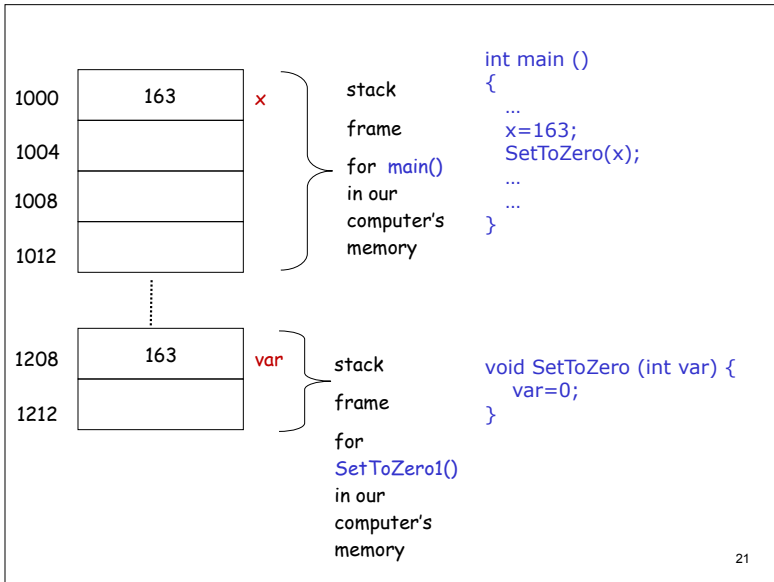 1000 163 x
1004
1008
1012
stack
frame
for main()
in our
computer's
memory
int main ()
{
…
x=163;
SetToZero(x);
…
…
}
1208 163 var
1212
stack
frame
for
SetToZero1()
in our
computer's
memory
void SetToZero (int var) {
var=0;
}
21